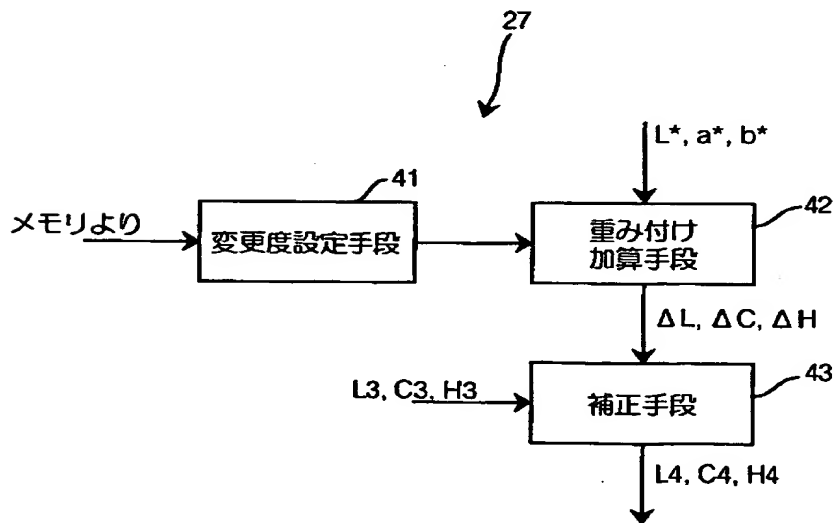 27
L*, a*, b*
41
メモリより
変更度設定手段
42
重み付け
加算手段
ΔL, ΔC, ΔH
43
L3, C3, H3
補正手段
L4, C4, H4